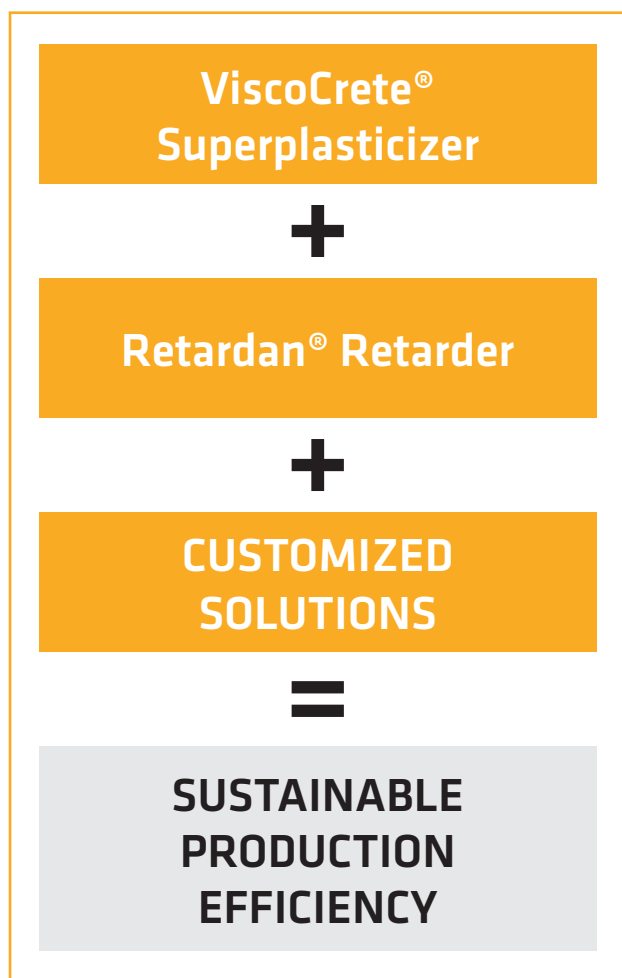 ViscoCrete®
Superplasticizer
+
Retardan® Retarder
+
CUSTOMIZED
SOLUTIONS
=
SUSTAINABLE
PRODUCTION
EFFICIENCY